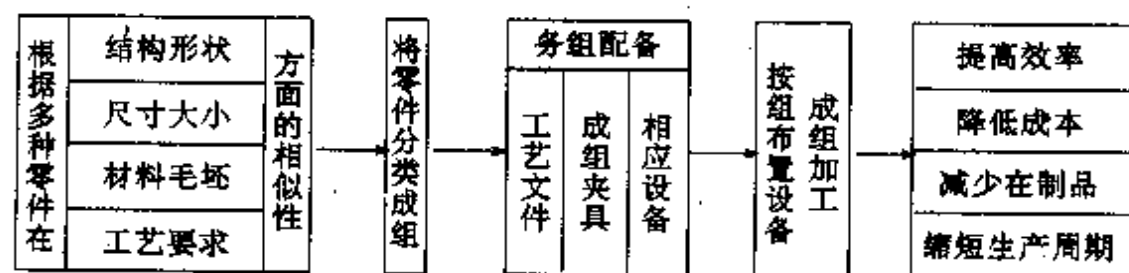 根据多种零件在
结构形状
尺寸大小
材料毛坯
工艺要求
方面的相似性
将零件分类成组
务组配备
工艺文件
成组夹具
相应设备
按组布置设备
成组加工
提高效率
降低成本
减少在制品
缩短生产周期